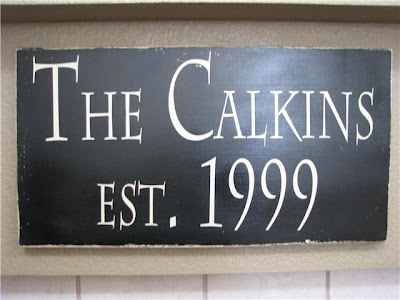 The Calkins
est. 1999